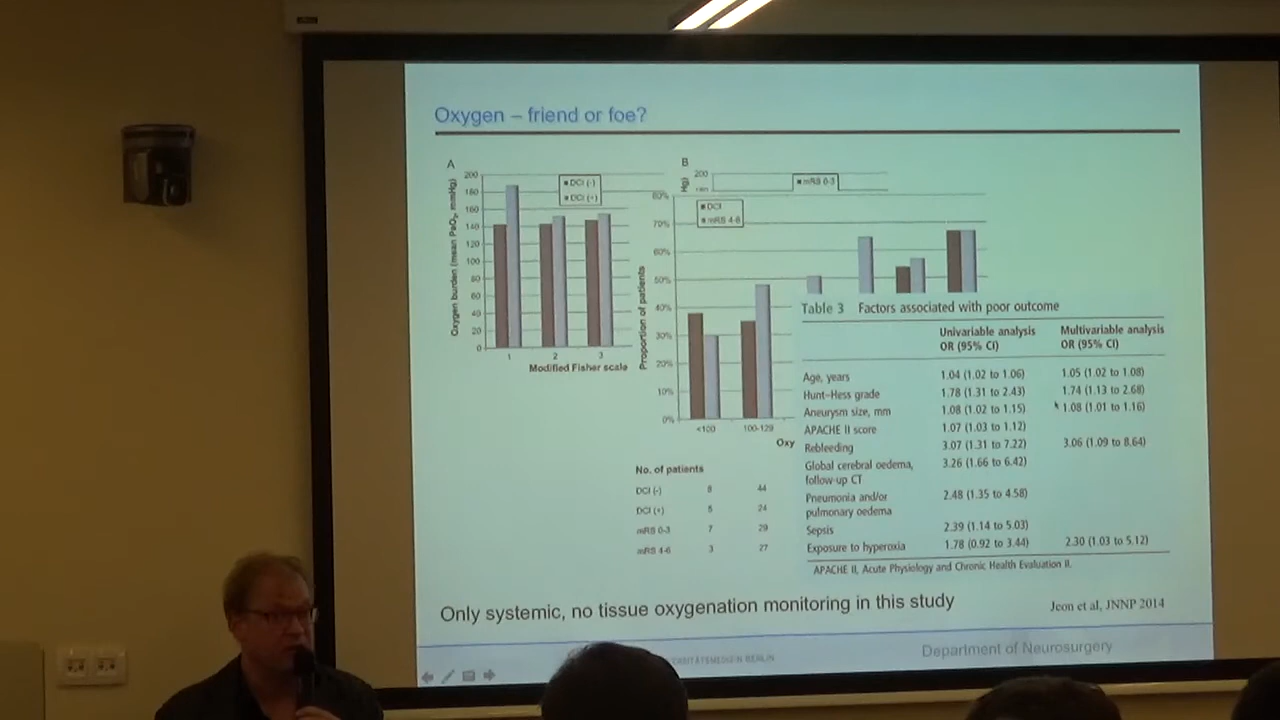 Oxygen – friend or foe?
A
200
180
160
140
120
100
80
60
40
20
0
Oxygen burden (mean PaO₂, mmHg)
DCI (-)
DCI (+)
1 2 3
Modified Fisher scale
B
200
Hg)
mRS 0-3
80%
70%
60%
50%
40%
30%
20%
10%
0%
Proportion of patients
DCI
mRS 4-6
<100 100-129
Oxy
No. of patients
DCI (-) 8 44
DCI (+) 5 24
mRS 0-3 7 29
mRS 4-6 3 27
Table 3 Factors associated with poor outcome
Univariable analysis Multivariable analysis
OR (95% CI) OR (95% CI)
Age, years 1.04 (1.02 to 1.06) 1.05 (1.02 to 1.08)
Hunt–Hess grade 1.78 (1.31 to 2.43) 1.74 (1.13 to 2.68)
Aneurysm size, mm 1.08 (1.02 to 1.15) 1.08 (1.01 to 1.16)
APACHE II score 1.07 (1.03 to 1.12)
Rebleeding 3.07 (1.31 to 7.22) 3.06 (1.09 to 8.64)
Global cerebral oedema, 3.26 (1.66 to 6.42)
follow-up CT
Pneumonia and/or 2.48 (1.35 to 4.58)
pulmonary oedema
Sepsis 2.39 (1.14 to 5.03)
Exposure to hyperoxia 1.78 (0.92 to 3.44) 2.30 (1.03 to 5.12)
APACHE II, Acute Physiology and Chronic Health Evaluation II.
Only systemic, no tissue oxygenation monitoring in this study
Jeon et al, JNNP 2014
BERLIN
Department of Neurosurgery